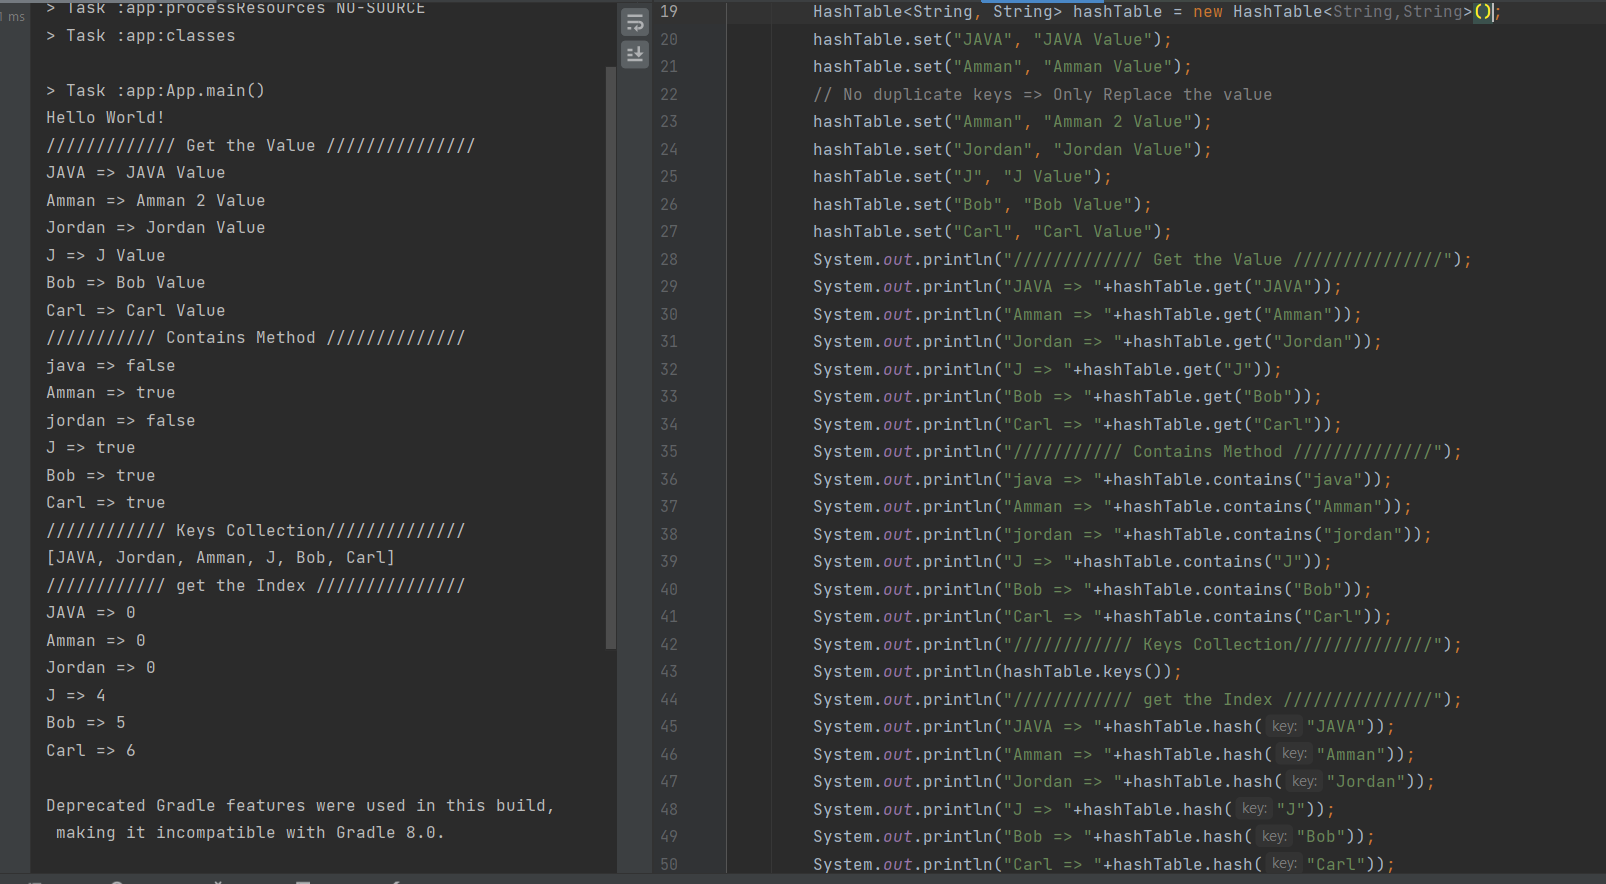 ms
> Task :app:processResources NO-SOURCE
> Task :app:classes
> Task :app:App.main()
Hello World!
///////////// Get the Value ///////////////
JAVA => JAVA Value
Amman => Amman 2 Value
Jordan => Jordan Value
J => J Value
Bob => Bob Value
Carl => Carl Value
/////////// Contains Method //////////////
java => false
Amman => true
jordan => false
J => true
Bob => true
Carl => true
//////////// Keys Collection//////////////
[JAVA, Jordan, Amman, J, Bob, Carl]
//////////// get the Index ///////////////
JAVA => 0
Amman => 0
Jordan => 0
J => 4
Bob => 5
Carl => 6
Deprecated Gradle features were used in this build,
making it incompatible with Gradle 8.0.
19 HashTable<String, String> hashTable = new HashTable<String,String>();
20 hashTable.set("JAVA", "JAVA Value");
21 hashTable.set("Amman", "Amman Value");
22 // No duplicate keys => Only Replace the value
23 hashTable.set("Amman", "Amman 2 Value");
24 hashTable.set("Jordan", "Jordan Value");
25 hashTable.set("J", "J Value");
26 hashTable.set("Bob", "Bob Value");
27 hashTable.set("Carl", "Carl Value");
28 System.out.println("///////////// Get the Value ///////////////");
29 System.out.println("JAVA => "+hashTable.get("JAVA"));
30 System.out.println("Amman => "+hashTable.get("Amman"));
31 System.out.println("Jordan => "+hashTable.get("Jordan"));
32 System.out.println("J => "+hashTable.get("J"));
33 System.out.println("Bob => "+hashTable.get("Bob"));
34 System.out.println("Carl => "+hashTable.get("Carl"));
35 System.out.println("/////////// Contains Method //////////////");
36 System.out.println("java => "+hashTable.contains("java"));
37 System.out.println("Amman => "+hashTable.contains("Amman"));
38 System.out.println("jordan => "+hashTable.contains("jordan"));
39 System.out.println("J => "+hashTable.contains("J"));
40 System.out.println("Bob => "+hashTable.contains("Bob"));
41 System.out.println("Carl => "+hashTable.contains("Carl"));
42 System.out.println("//////////// Keys Collection//////////////");
43 System.out.println(hashTable.keys());
44 System.out.println("//////////// get the Index ///////////////");
45 System.out.println("JAVA => "+hashTable.hash( key: "JAVA"));
46 System.out.println("Amman => "+hashTable.hash( key: "Amman"));
47 System.out.println("Jordan => "+hashTable.hash( key: "Jordan"));
48 System.out.println("J => "+hashTable.hash( key: "J"));
49 System.out.println("Bob => "+hashTable.hash( key: "Bob"));
50 System.out.println("Carl => "+hashTable.hash( key: "Carl"));